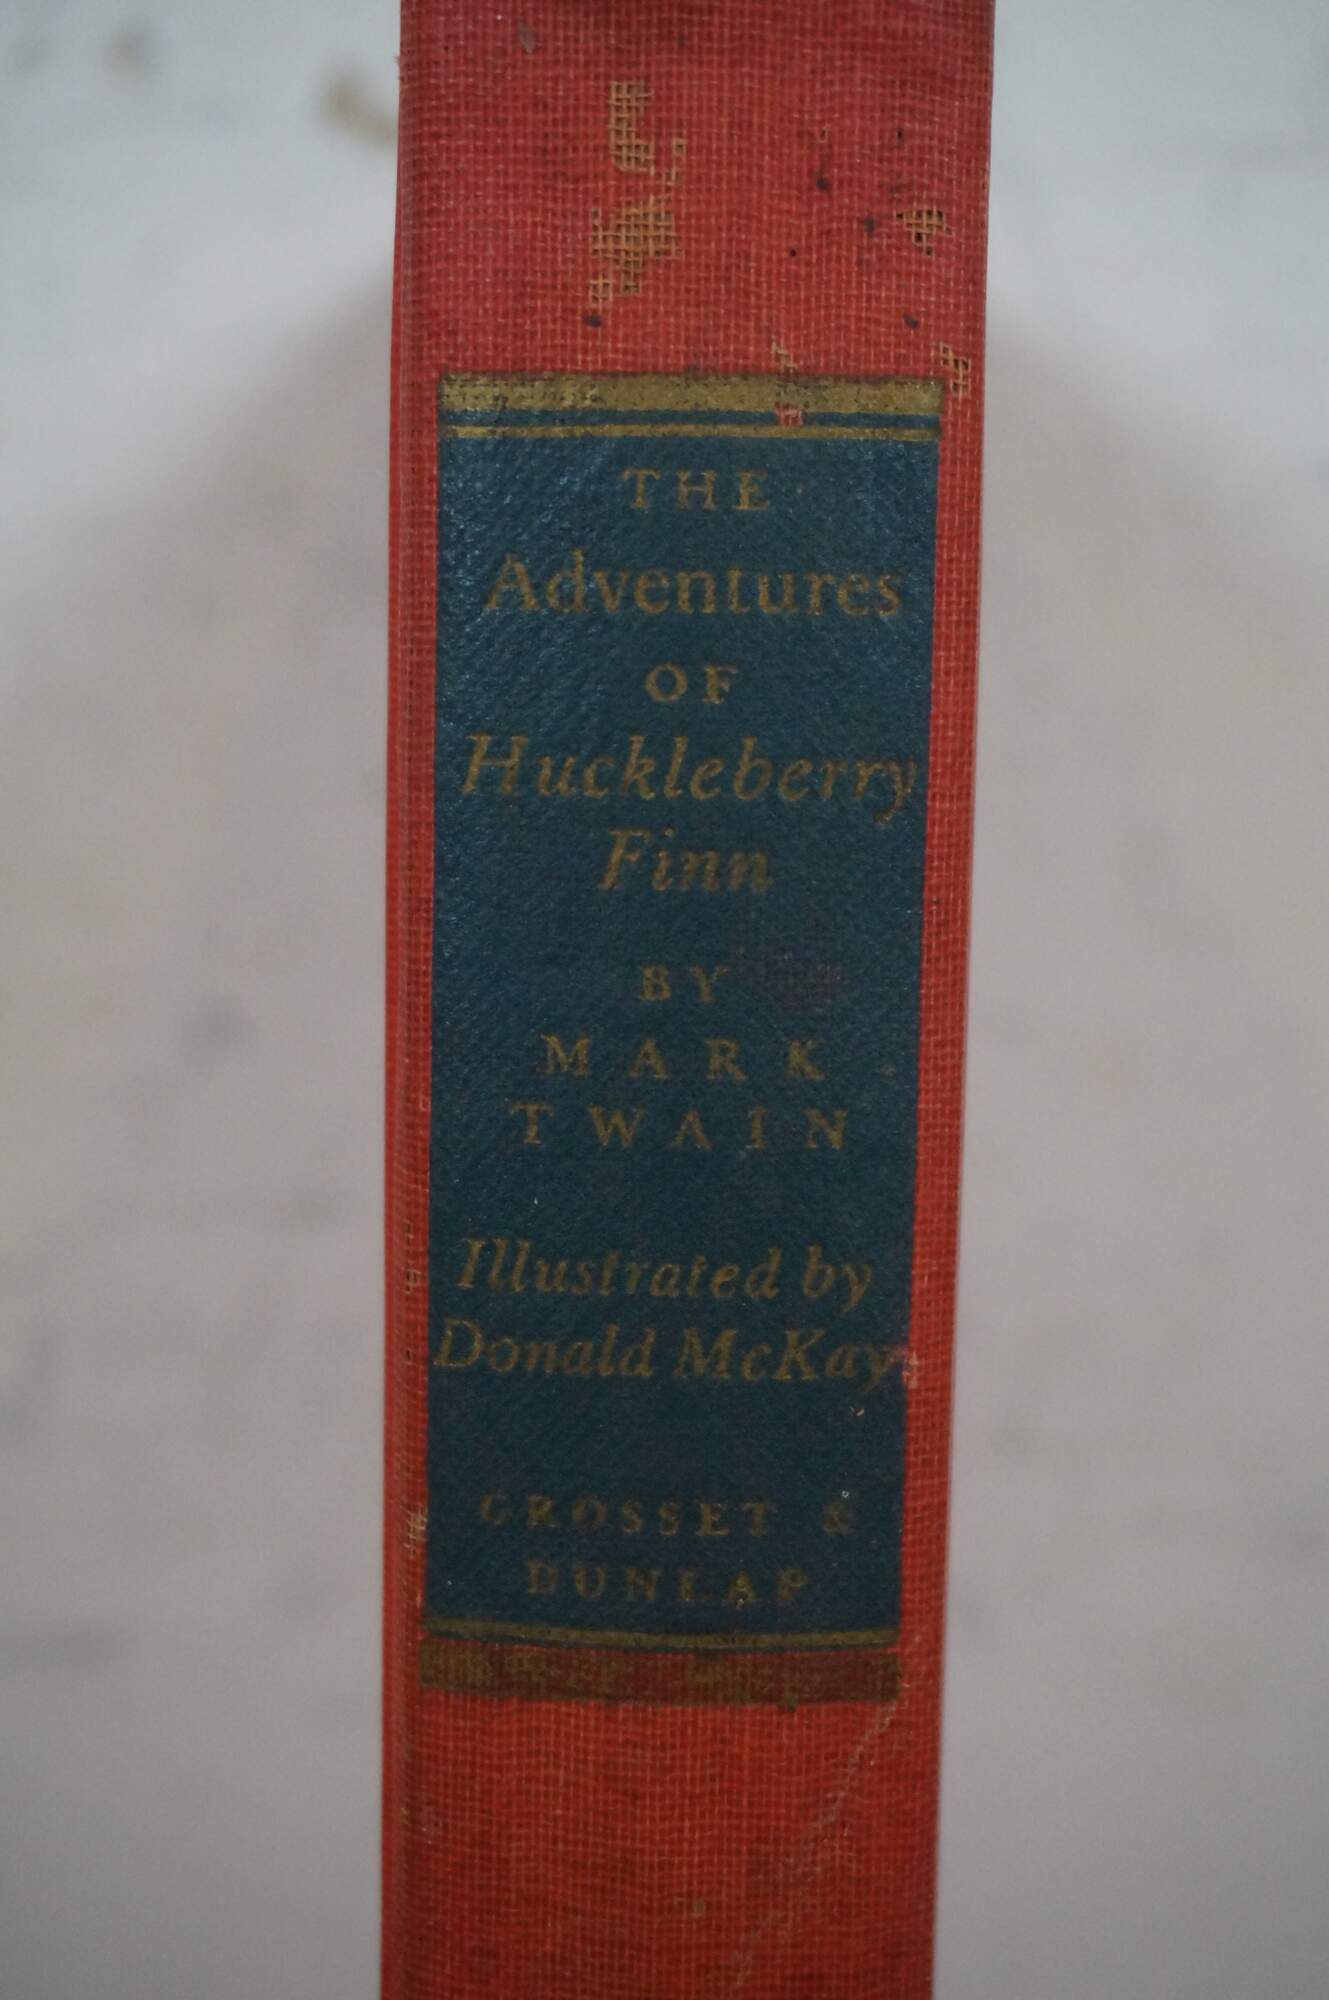 THE
Adventures
OF
Huckleberry
Finn
BY
MARK
TWAIN
Illustrated by
Donald McKay
GROSSET &
DUNLAP